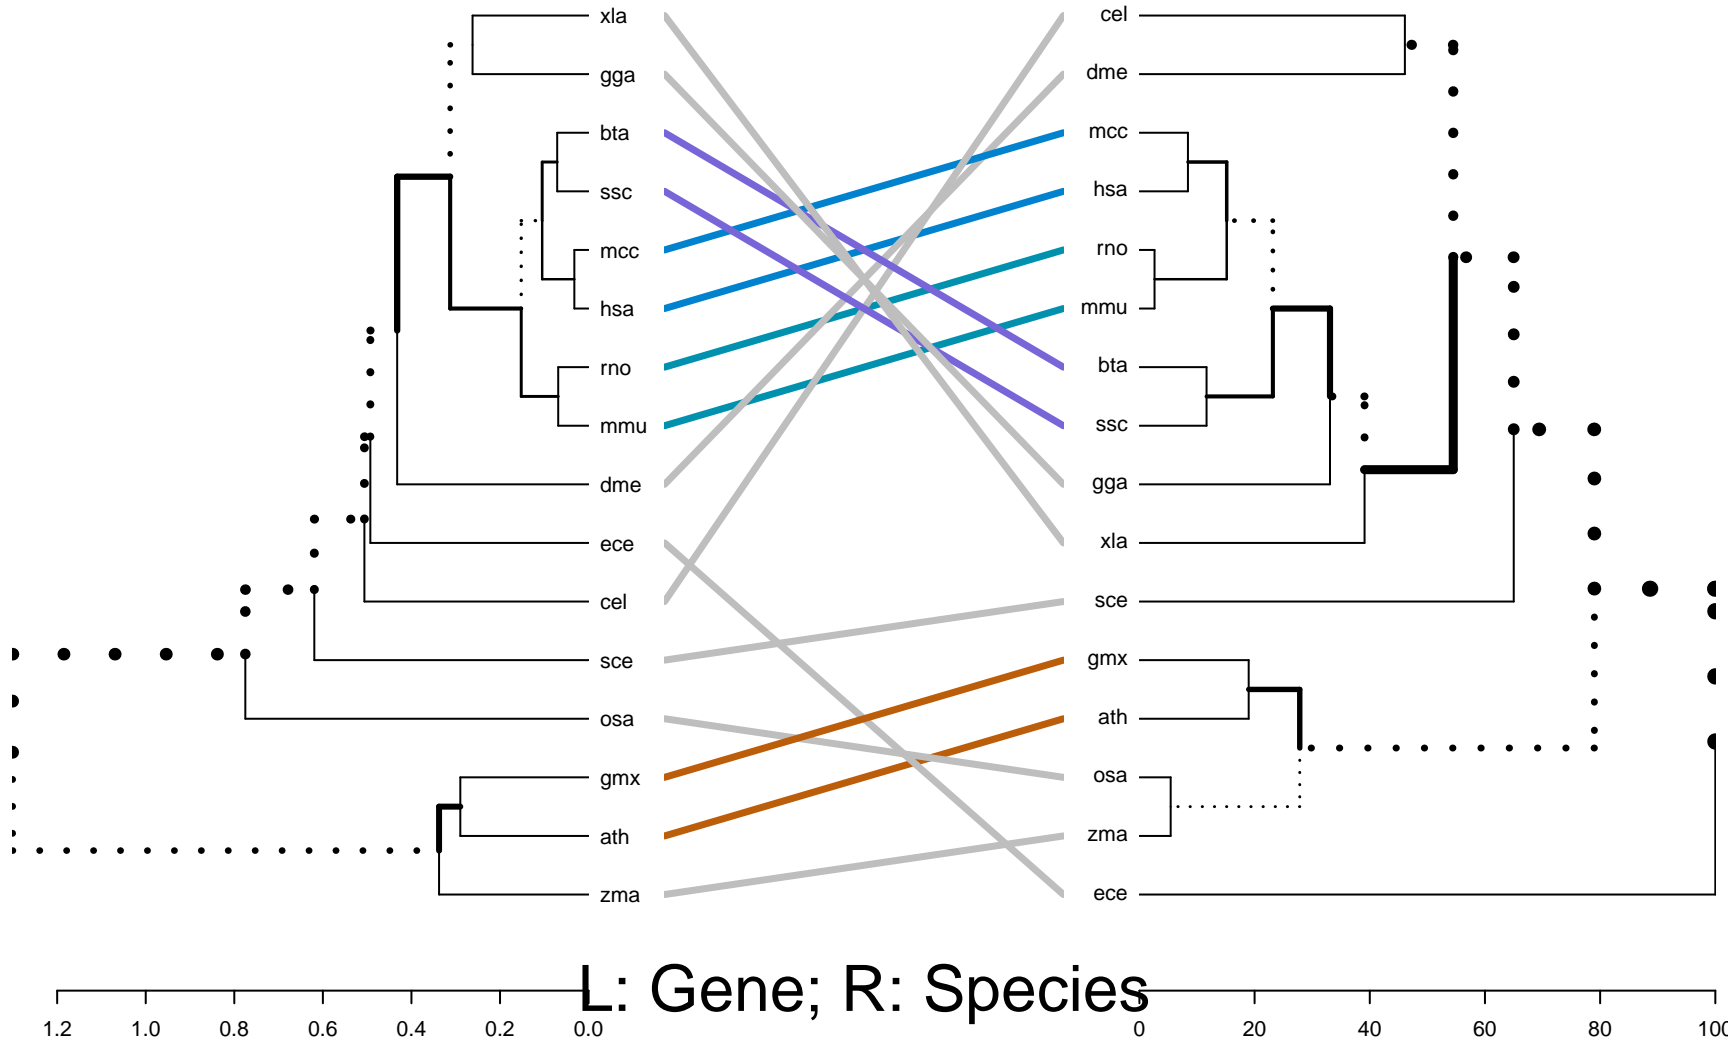 xla cel
gga dme
bta mcc
ssc hsa
mcc rno
hsa mmu
rno bta
mmu ssc
dme gga
ece xla
cel sce
sce gmx
osa ath
gmx osa
ath zma
zma ece
L: Gene; R: Species
1.2 1.0 0.8 0.6 0.4 0.2 0.0 0 20 40 60 80 100